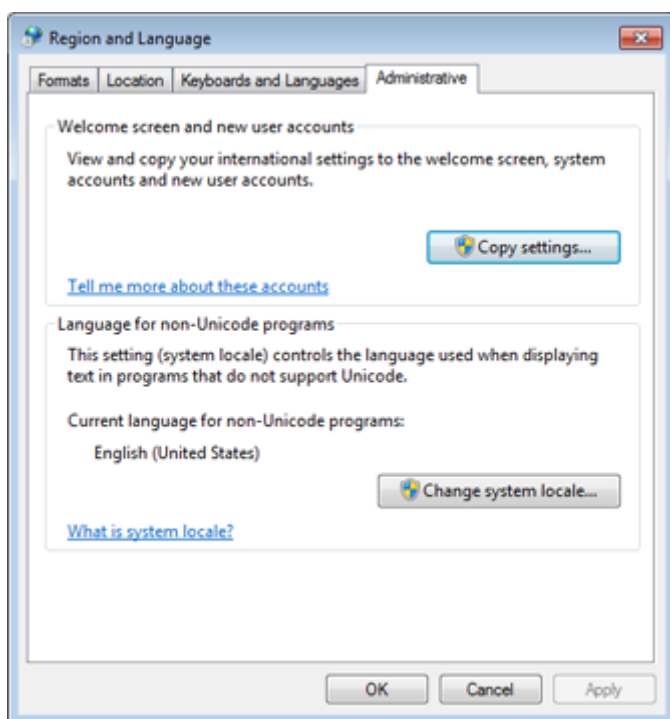 Region and Language
Formats Location Keyboards and Languages Administrative
Welcome screen and new user accounts
View and copy your international settings to the welcome screen, system
accounts and new user accounts.
Copy settings...
Tell me more about these accounts
Language for non-Unicode programs
This setting (system locale) controls the language used when displaying
text in programs that do not support Unicode.
Current language for non-Unicode programs:
English (United States)
Change system locale...
What is system locale?
OK Cancel Apply